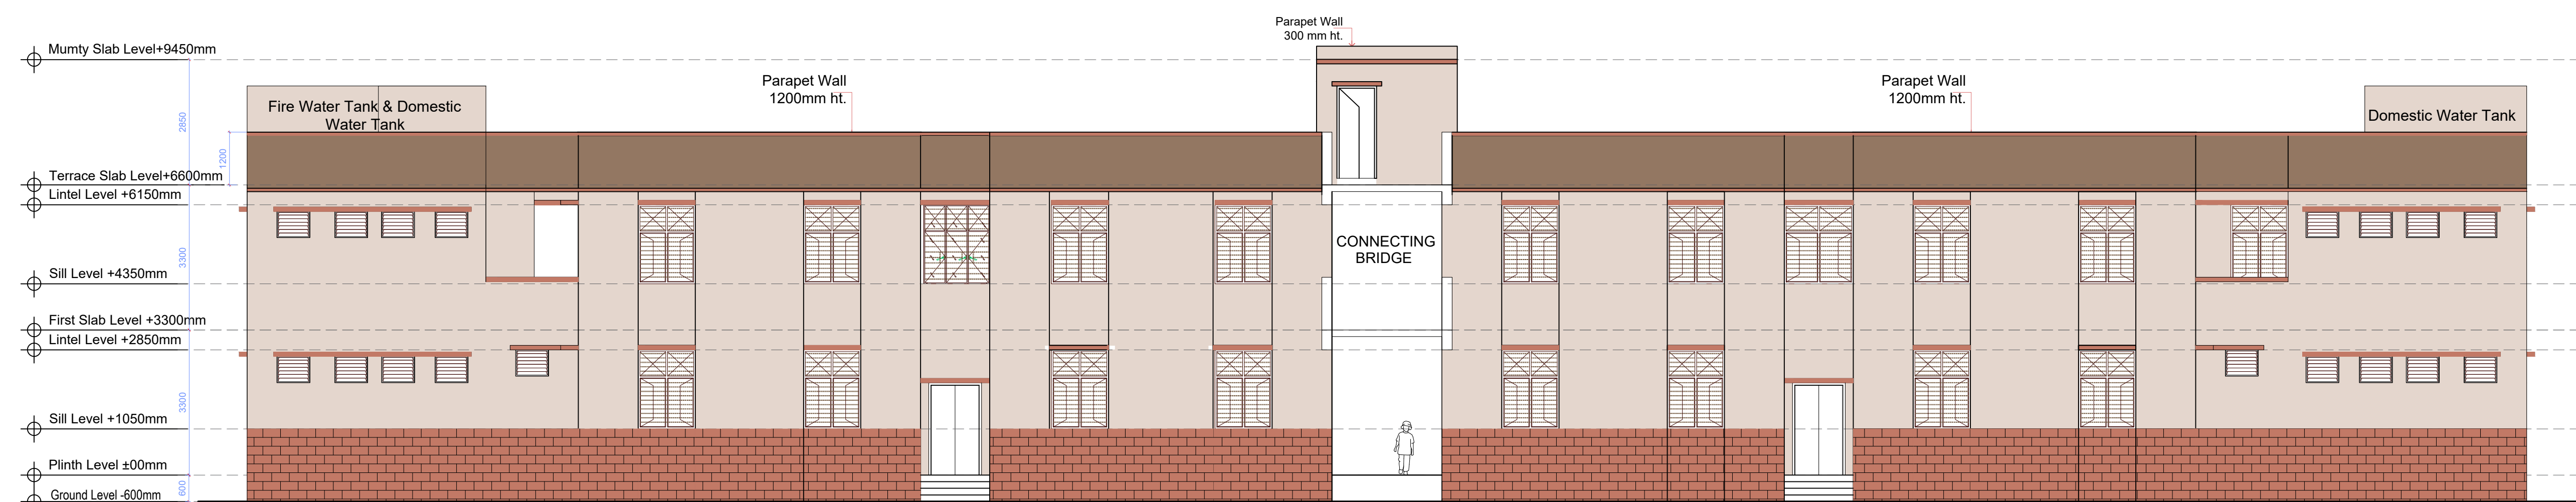 Parapet Wall
300 mm ht.
Mumty Slab Level+9450mm
Parapet Wall
1200mm ht.
Parapet Wall
1200mm ht.
Fire Water Tank & Domestic
Water Tank
Domestic Water Tank
2850
1200
Terrace Slab Level+6600mm
Lintel Level +6150mm
CONNECTING
BRIDGE
3300
Sill Level +4350mm
First Slab Level +3300mm
Lintel Level +2850mm
3300
Sill Level +1050mm
Plinth Level ±00mm
600
Ground Level -600mm